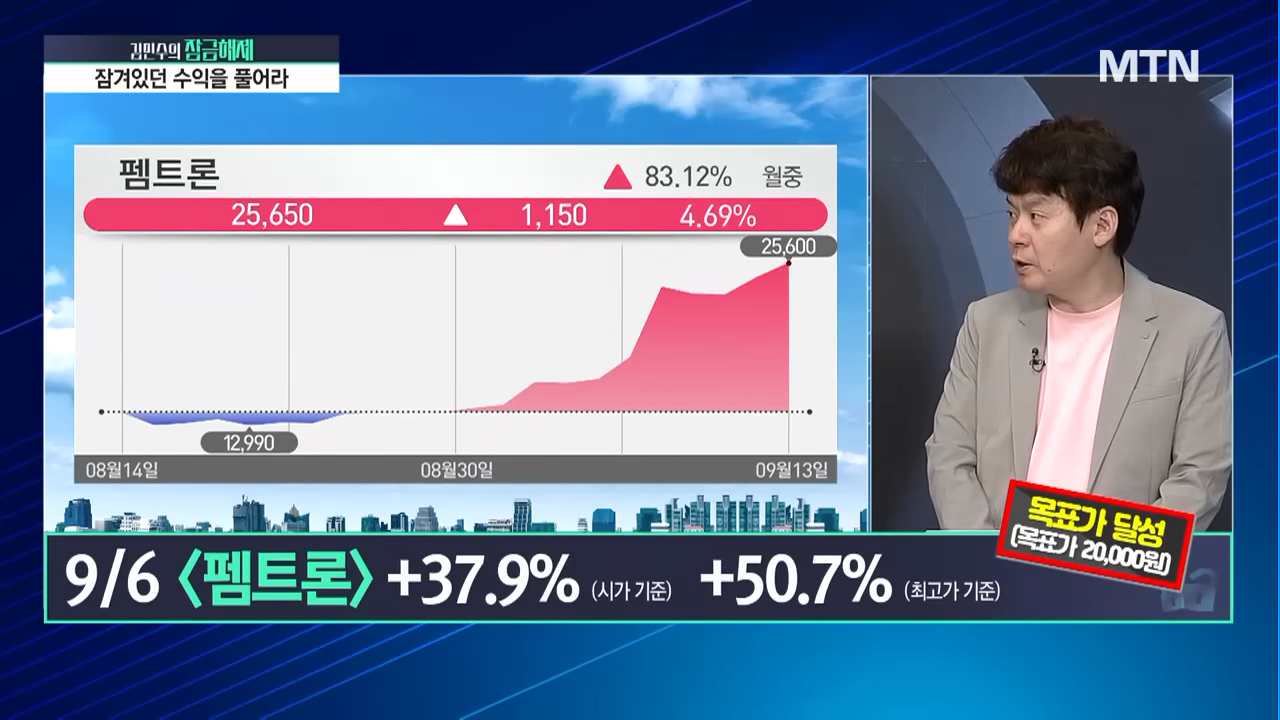 김민수의 잠금해제
잠겨있던 수익을 풀어라
MTN
펨트론
▲ 83.12% 월중
25,650 ▲ 1,150 4.69%
25,600
12,990
08월14일 08월30일 09월13일
9/6 〈펨트론〉 +37.9% (시가 기준) +50.7% (최고가 기준)
목표가 달성
(목표가 20,000원)